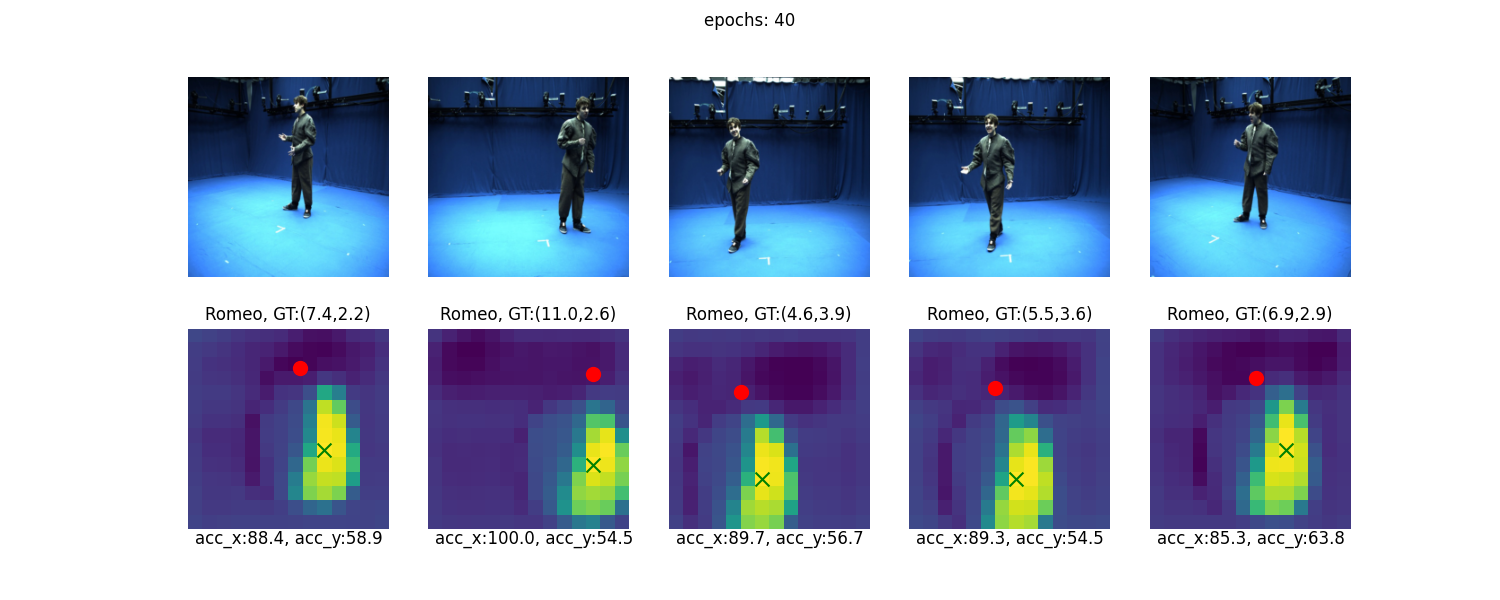 epochs: 40
Romeo, GT:(7.4,2.2)
Romeo, GT:(11.0,2.6)
Romeo, GT:(4.6,3.9)
Romeo, GT:(5.5,3.6)
Romeo, GT:(6.9,2.9)
acc_x:88.4, acc_y:58.9
acc_x:100.0, acc_y:54.5
acc_x:89.7, acc_y:56.7
acc_x:89.3, acc_y:54.5
acc_x:85.3, acc_y:63.8